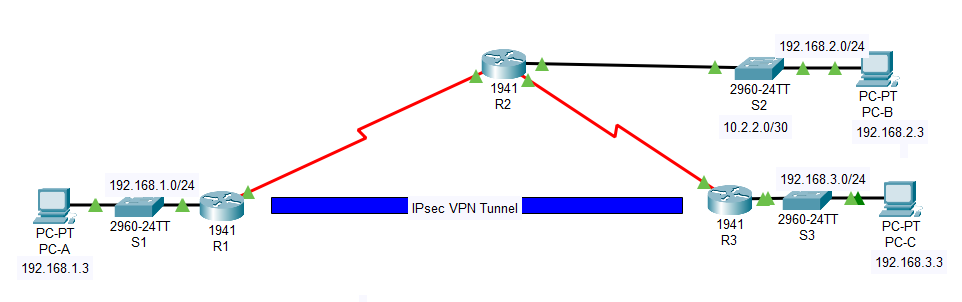 192.168.2.0/24
1941
R2
2960-24TT
S2
10.2.2.0/30
PC-PT
PC-B
192.168.2.3
192.168.1.0/24
PC-PT
PC-A
192.168.1.3
2960-24TT
S1
1941
R1
IPsec VPN Tunnel
1941
R3
192.168.3.0/24
2960-24TT
S3
PC-PT
PC-C
192.168.3.3